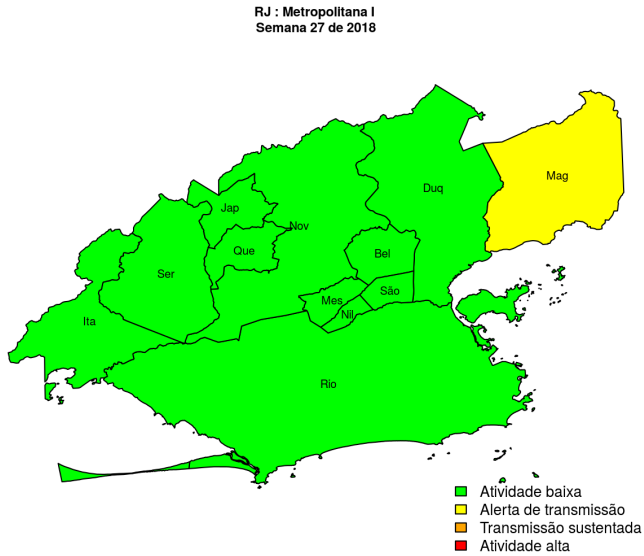 RJ : Metropolitana I
Semana 27 de 2018
Mag
Duq
Jap
Nov
Que
Bel
Ser
São
Mes
Nil
Ita
Rio
Atividade baixa
Alerta de transmissão
Transmissão sustentada
Atividade alta